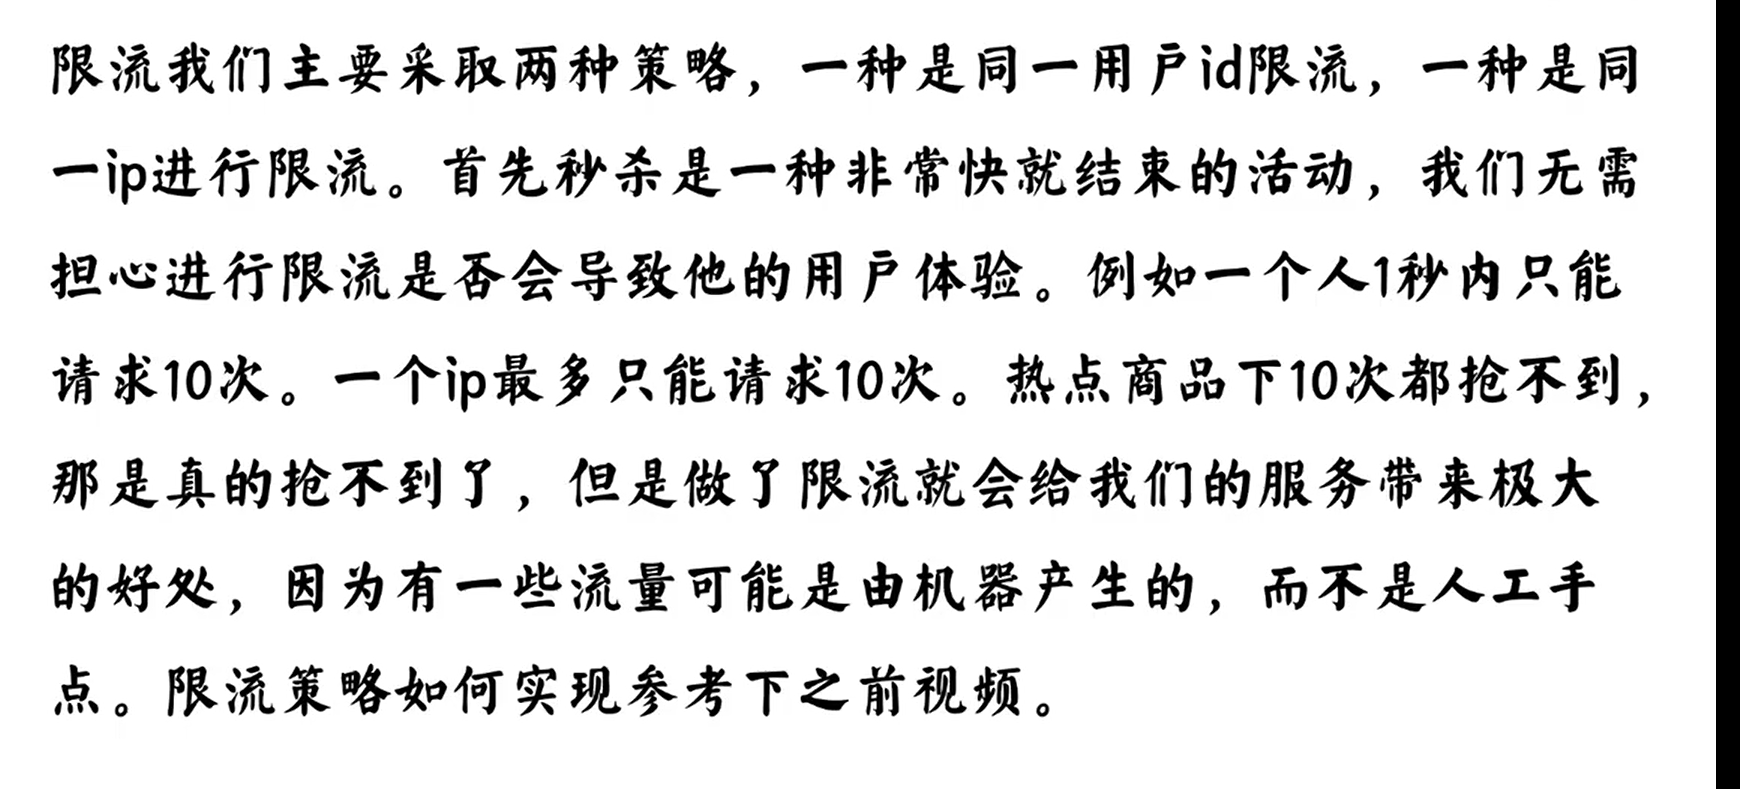 限流我们主要采取两种策略，一种是同一用户id限流，一种是同
一ip进行限流。首先秒杀是一种非常快就结束的活动，我们无需
担心进行限流是否会导致他的用户体验。例如一个人1秒内只能
请求10次。一个ip最多只能请求10次。热点商品下10次都抢不到，
那是真的抢不到了，但是做了限流就会给我们的服务带来极大
的好处，因为有一些流量可能是由机器产生的，而不是人工手
点。限流策略如何实现参考下之前视频。